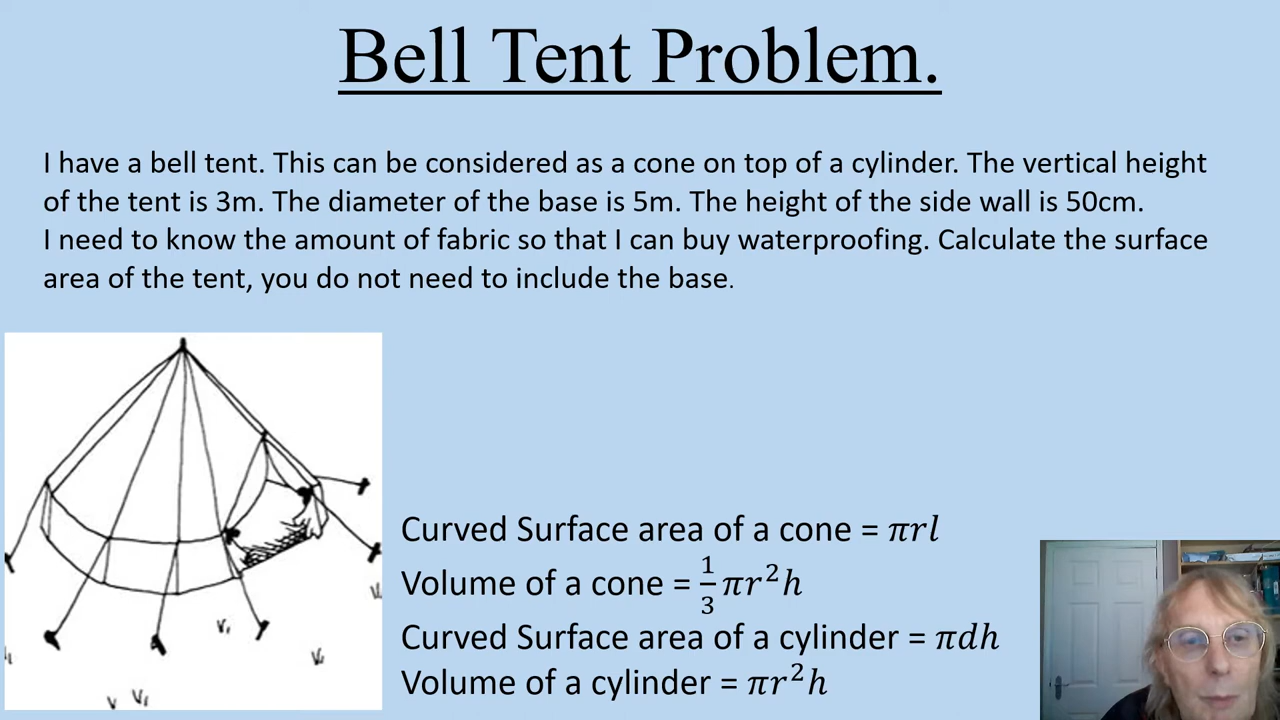 Bell Tent Problem.
I have a bell tent. This can be considered as a cone on top of a cylinder. The vertical height
of the tent is 3m. The diameter of the base is 5m. The height of the side wall is 50cm.
I need to know the amount of fabric so that I can buy waterproofing. Calculate the surface
area of the tent, you do not need to include the base.
Curved Surface area of a cone = 𝜋𝑟𝑙
Volume of a cone = 1/3 𝜋𝑟²ℎ
Curved Surface area of a cylinder = 𝜋𝑑ℎ
Volume of a cylinder = 𝜋𝑟²ℎ